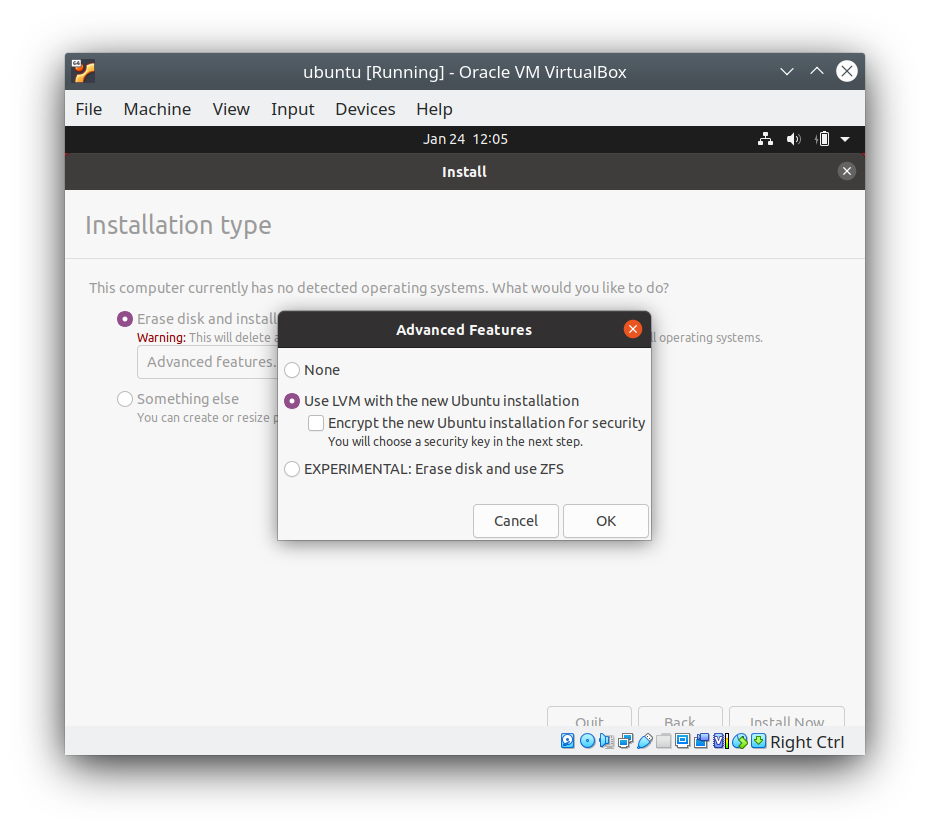 ubuntu [Running] - Oracle VM VirtualBox
File Machine View Input Devices Help
Jan 24 12:05
Install
Installation type
This computer currently has no detected operating systems. What would you like to do?
Erase disk and install
Warning: This will delete
operating systems.
Advanced features.
Something else
You can create or resize
Advanced Features
None
Use LVM with the new Ubuntu installation
Encrypt the new Ubuntu installation for security
You will choose a security key in the next step.
EXPERIMENTAL: Erase disk and use ZFS
Cancel OK
Quit Back Install Now
Right Ctrl